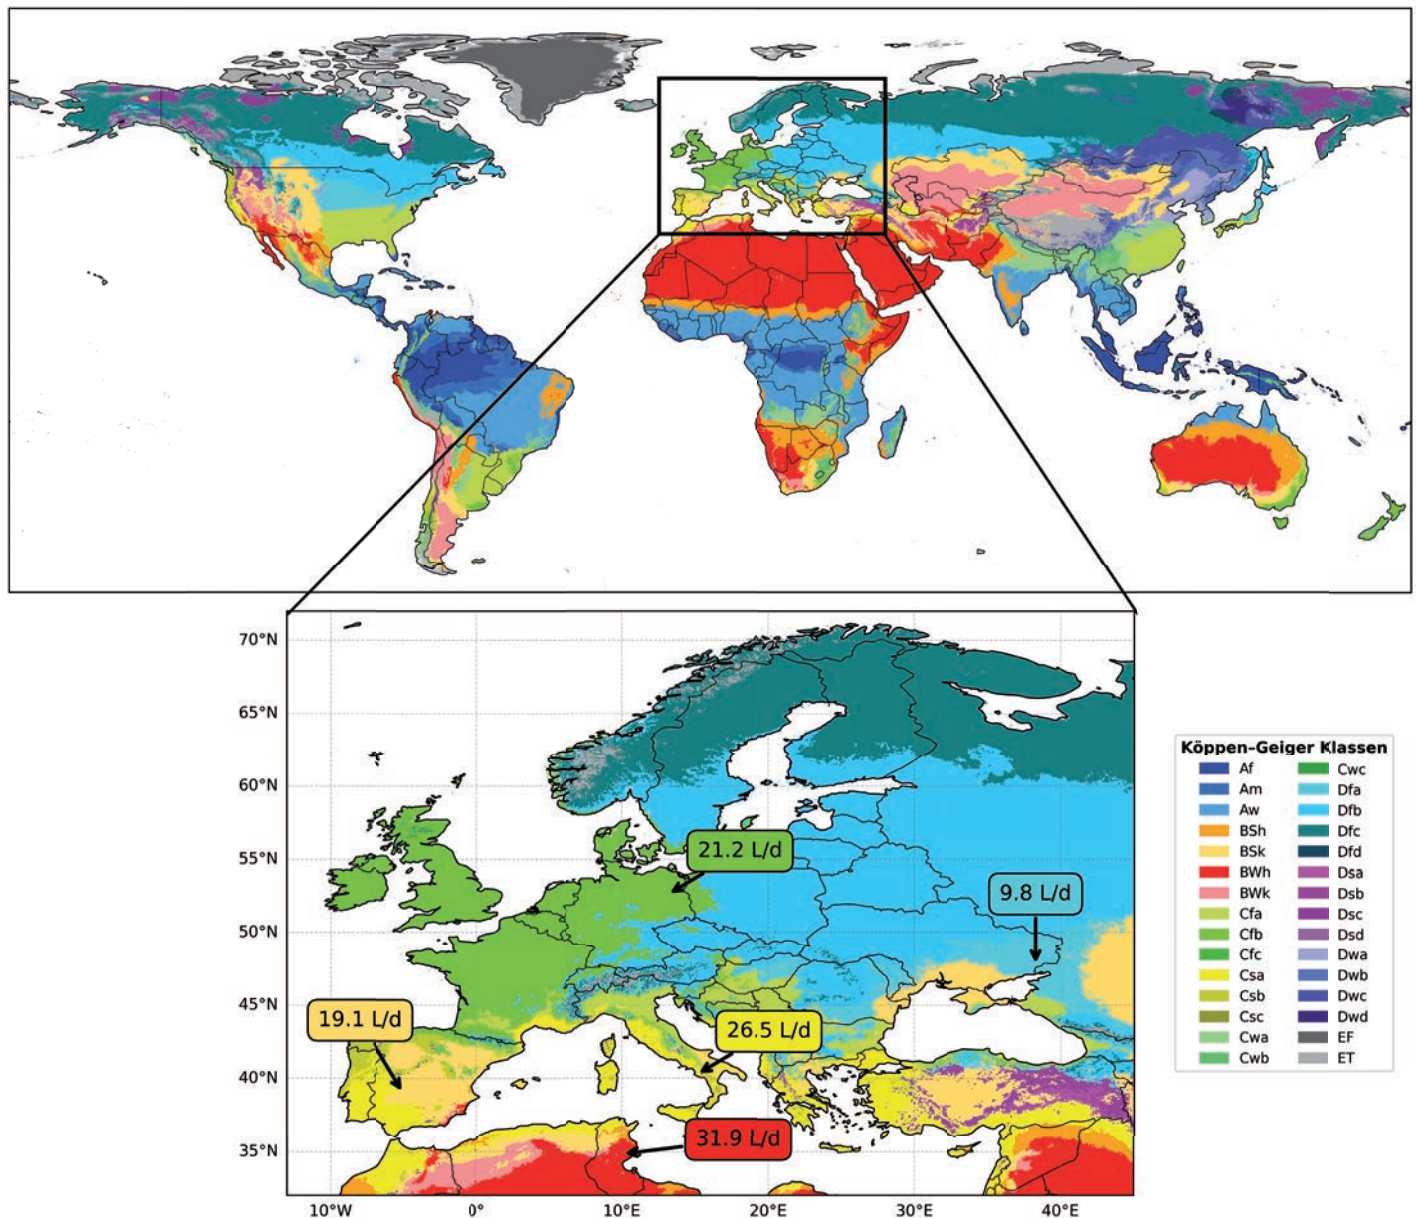 70°N
65°N
60°N
55°N
50°N
45°N
40°N
35°N
10°W 0° 10°E 20°E 30°E 40°E
21.2 L/d
9.8 L/d
19.1 L/d
26.5 L/d
31.9 L/d
Köppen-Geiger Klassen
Af
Am
Aw
BSh
BSk
BWh
BWk
Cfa
Cfb
Cfc
Csa
Csb
Csc
Cwa
Cwb
Cwc
Dfa
Dfb
Dfc
Dfd
Dsa
Dsb
Dsc
Dsd
Dwa
Dwb
Dwc
Dwd
EF
ET